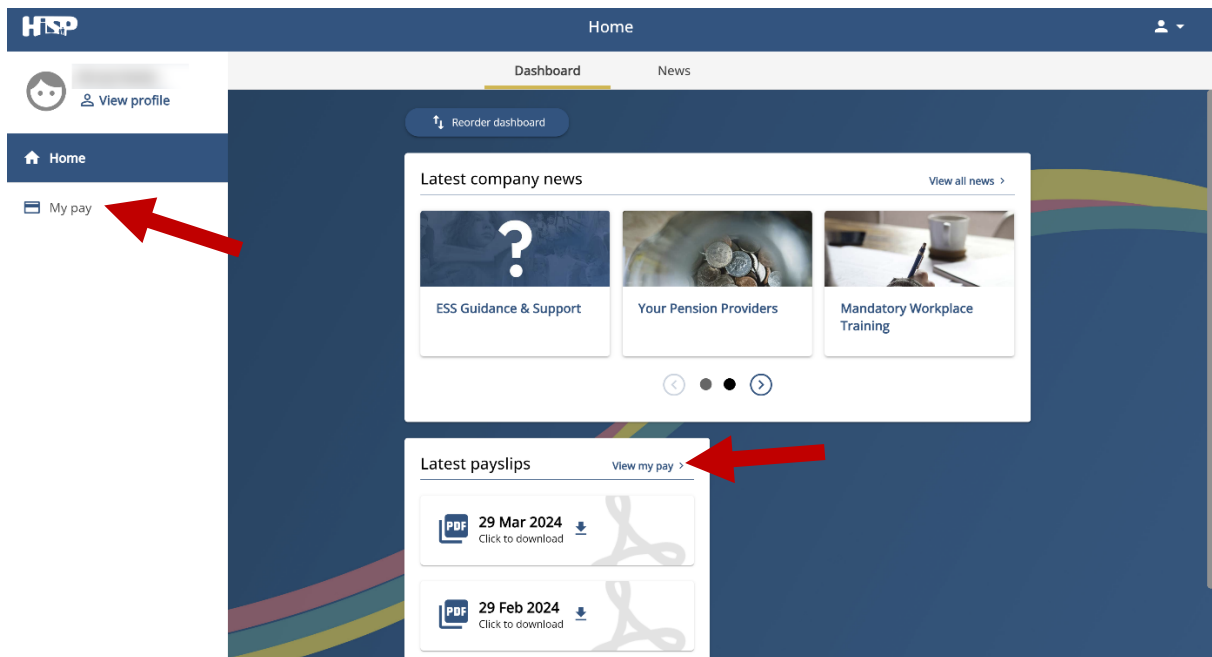 HISP
Home
View profile
Home
My pay
Dashboard
News
Reorder dashboard
Latest company news
View all news >
?
ESS Guidance & Support
Your Pension Providers
Mandatory Workplace
Training
Latest payslips
View my pay >
PDF
29 Mar 2024
Click to download
PDF
29 Feb 2024
Click to download